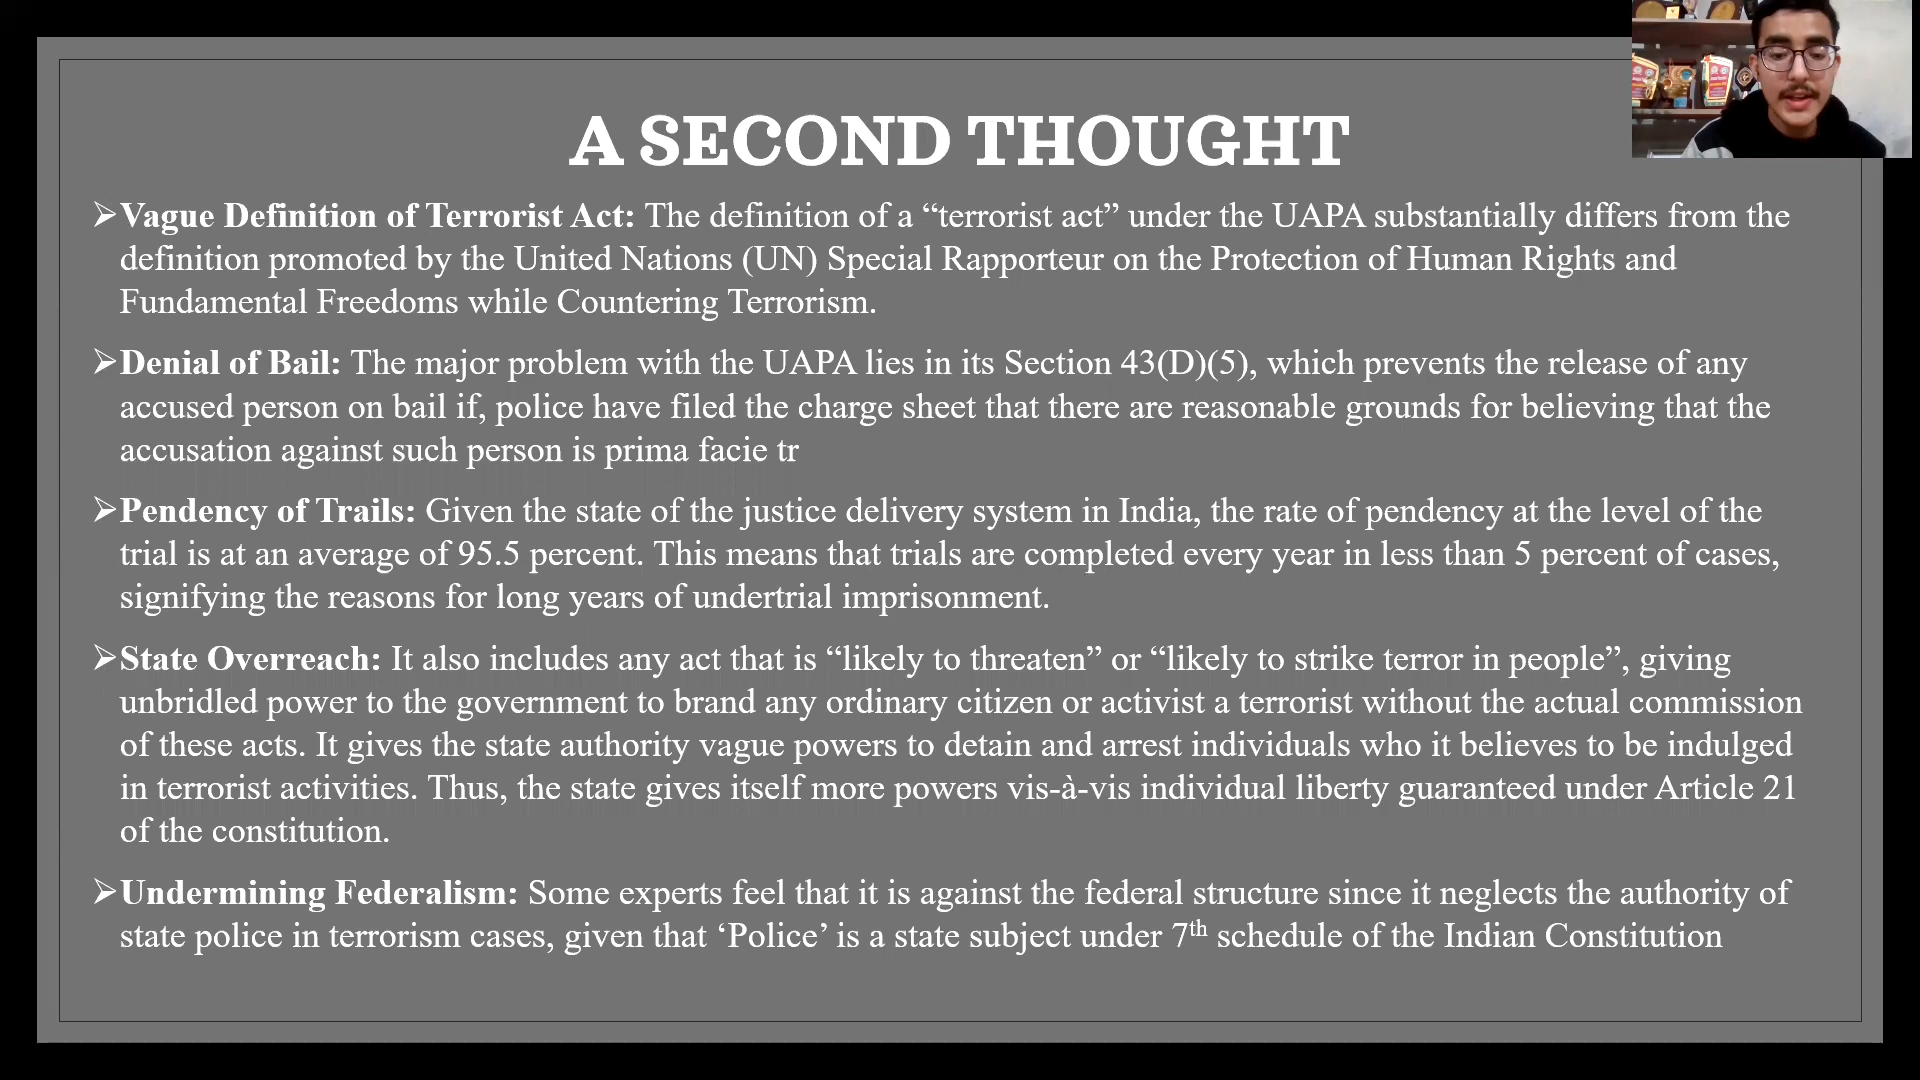 A SECOND THOUGHT
➢Vague Definition of Terrorist Act: The definition of a “terrorist act” under the UAPA substantially differs from the
definition promoted by the United Nations (UN) Special Rapporteur on the Protection of Human Rights and
Fundamental Freedoms while Countering Terrorism.
➢Denial of Bail: The major problem with the UAPA lies in its Section 43(D)(5), which prevents the release of any
accused person on bail if, police have filed the charge sheet that there are reasonable grounds for believing that the
accusation against such person is prima facie tr
➢Pendency of Trails: Given the state of the justice delivery system in India, the rate of pendency at the level of the
trial is at an average of 95.5 percent. This means that trials are completed every year in less than 5 percent of cases,
signifying the reasons for long years of undertrial imprisonment.
➢State Overreach: It also includes any act that is “likely to threaten” or “likely to strike terror in people”, giving
unbridled power to the government to brand any ordinary citizen or activist a terrorist without the actual commission
of these acts. It gives the state authority vague powers to detain and arrest individuals who it believes to be indulged
in terrorist activities. Thus, the state gives itself more powers vis-à-vis individual liberty guaranteed under Article 21
of the constitution.
➢Undermining Federalism: Some experts feel that it is against the federal structure since it neglects the authority of
state police in terrorism cases, given that ‘Police’ is a state subject under 7th schedule of the Indian Constitution